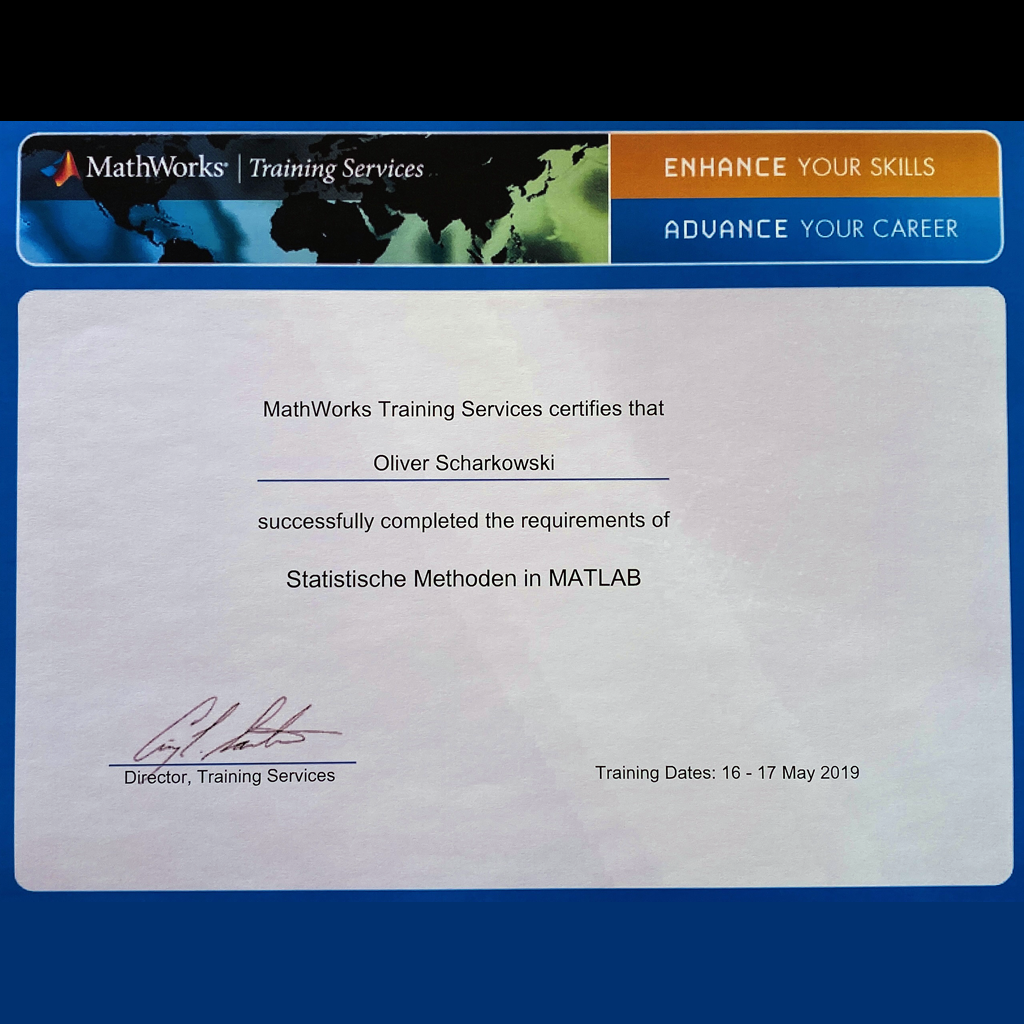 MathWorks® | Training Services
ENHANCE YOUR SKILLS
ADVANCE YOUR CAREER
MathWorks Training Services certifies that
Oliver Scharkowski
successfully completed the requirements of
Statistische Methoden in MATLAB
Director, Training Services
Training Dates: 16 - 17 May 2019